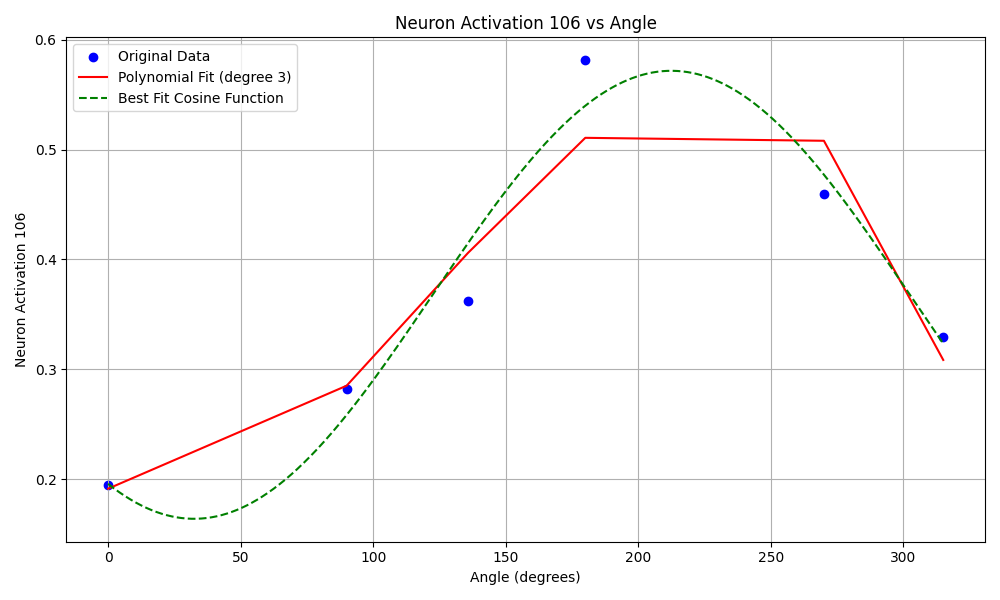 Neuron Activation 106 vs Angle
Original Data
Polynomial Fit (degree 3)
Best Fit Cosine Function
Neuron Activation 106
0.6
0.5
0.4
0.3
0.2
0
50
100
150
200
250
300
Angle (degrees)